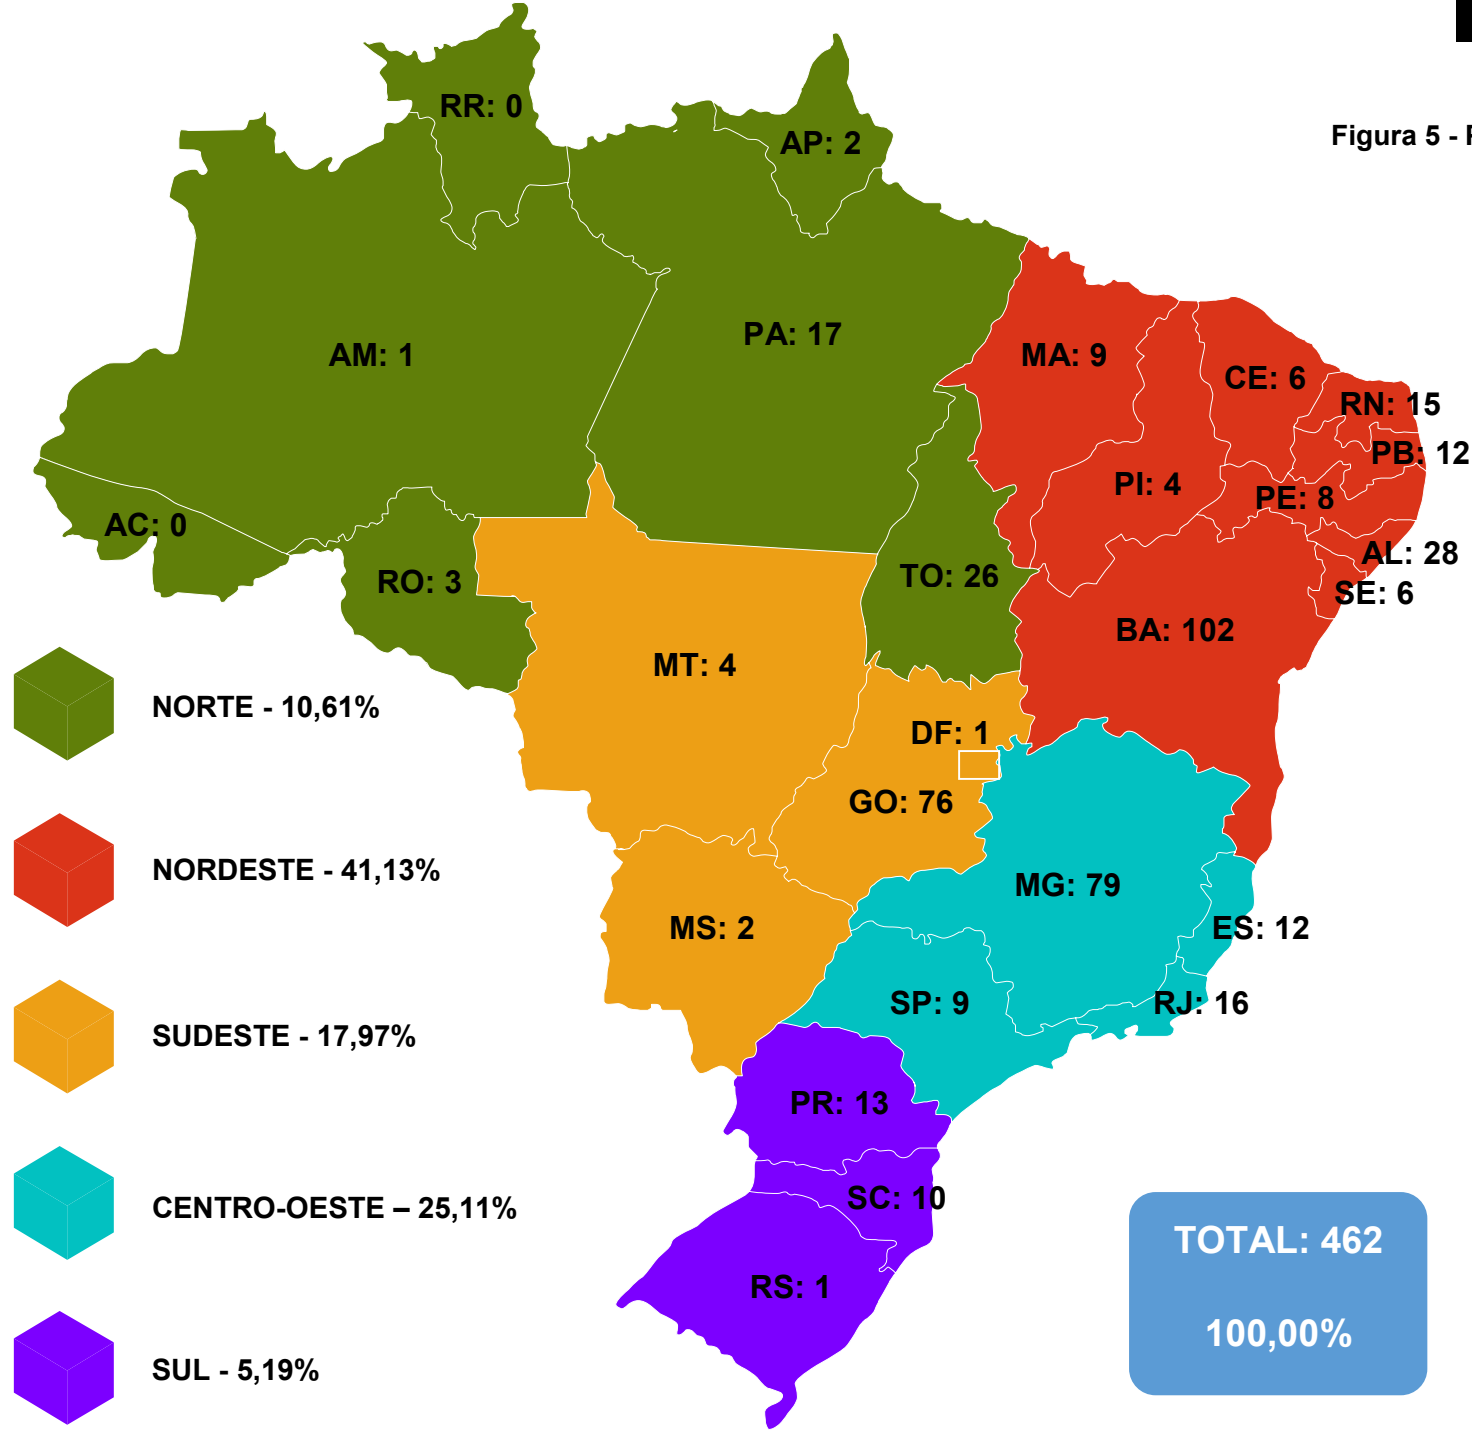 RR: 0
Figura 5 -
AP: 2
PA: 17
AM: 1
MA: 9
CE: 6
RN: 15
PB: 12
PI: 4
PE: 8
AC: 0
AL: 28
TO: 26
RO: 3
SE: 6
BA: 102
MT: 4
NORTE - 10,61%
DF: 1
GO: 76
NORDESTE - 41,13%
MG: 79
MS: 2
ES: 12
SP: 9
RJ: 16
SUDESTE - 17,97%
PR: 13
SC: 10
CENTRO-OESTE – 25,11%
TOTAL: 462
RS: 1
100,00%
SUL - 5,19%